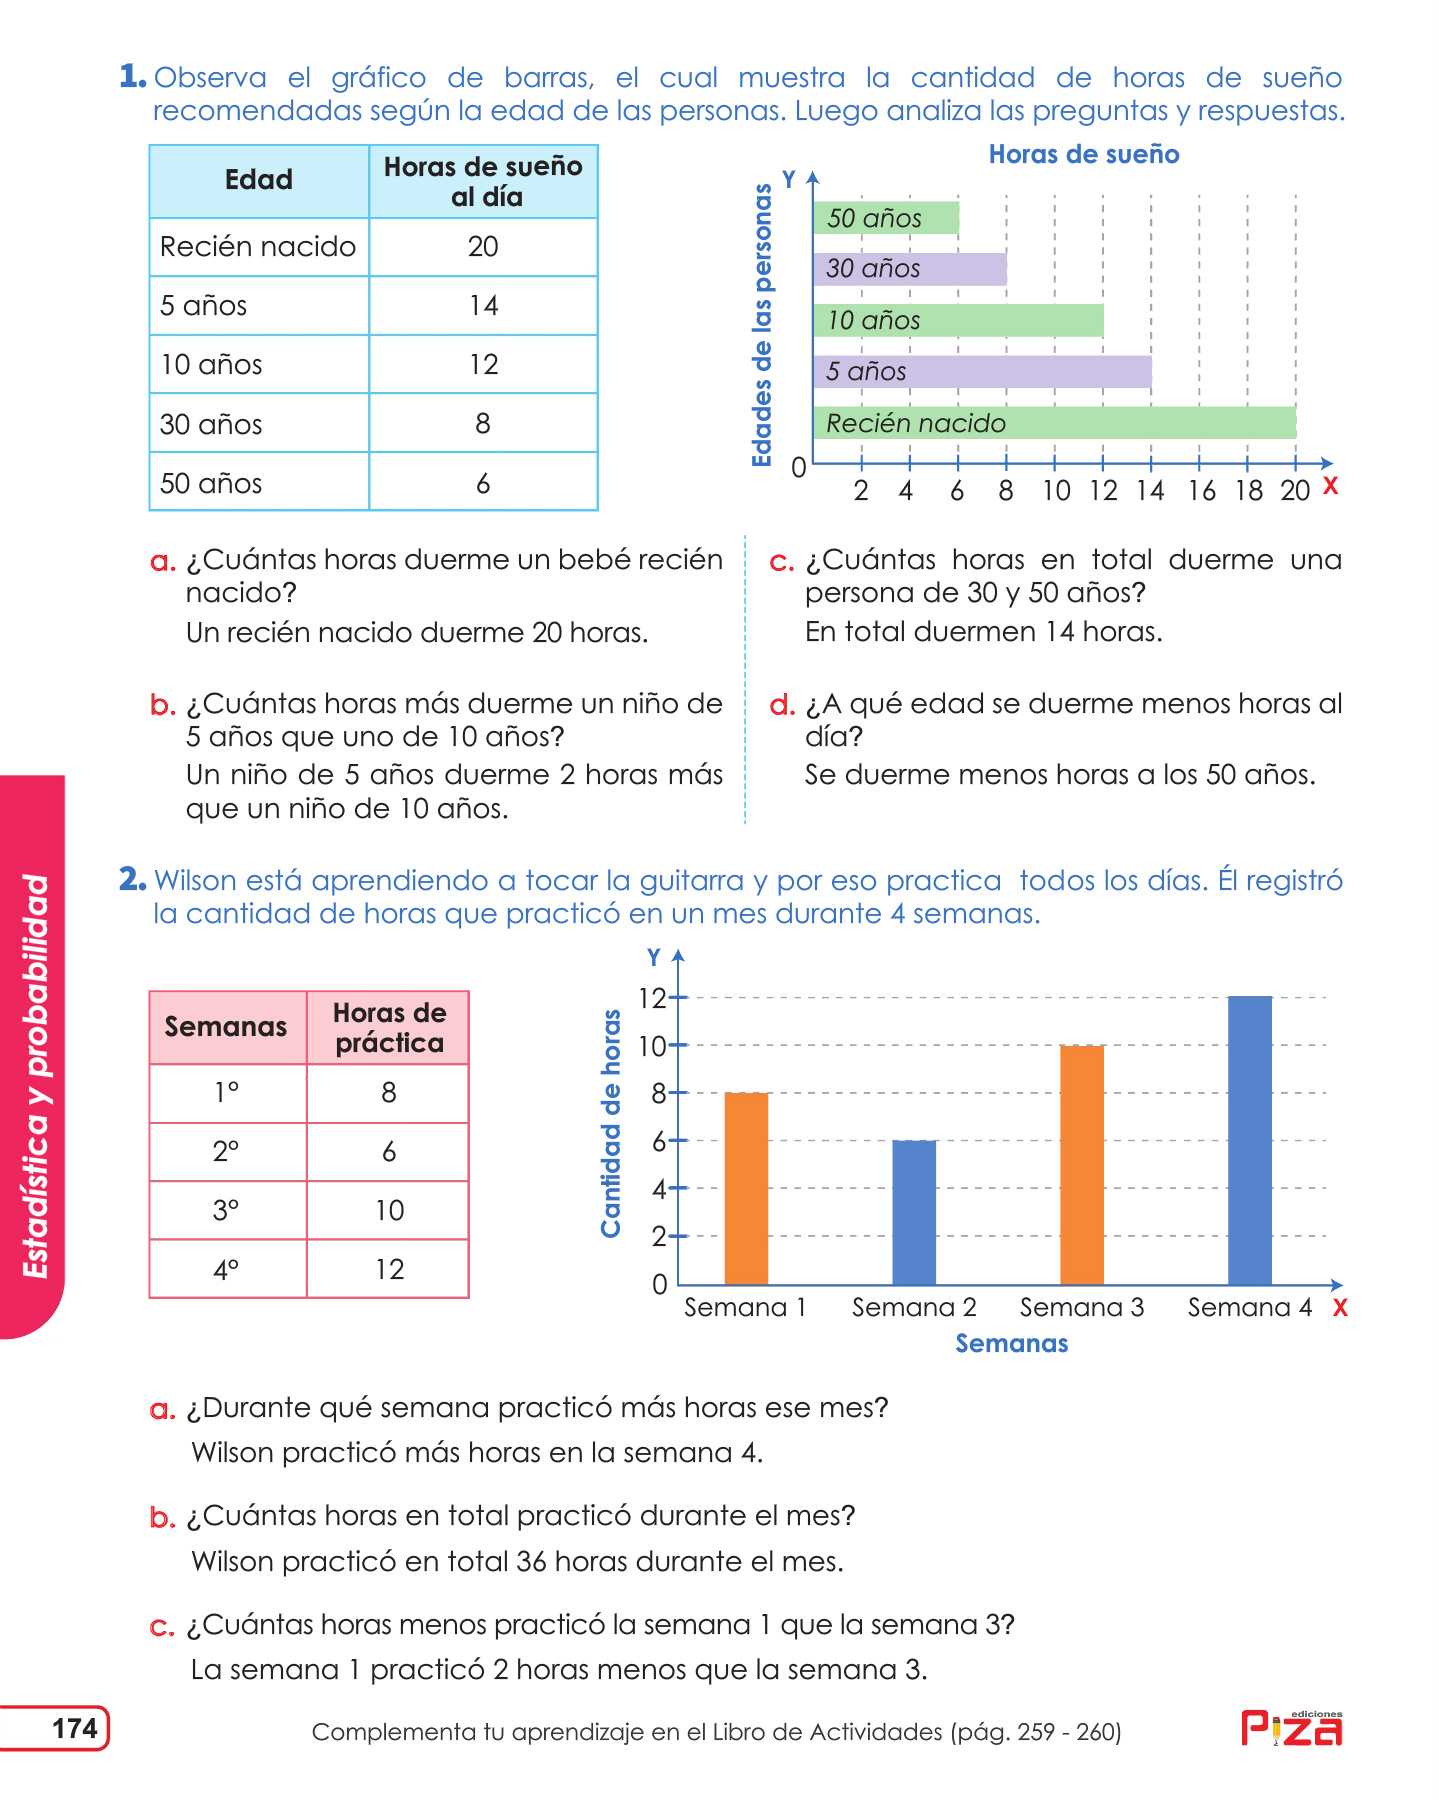 1. Observa el gráfico de barras, el cual muestra la cantidad de horas de sueño
recomendadas según la edad de las personas. Luego analiza las preguntas y respuestas.
Edad
Horas de sueño
al día
Recién nacido 20
5 años 14
10 años 12
30 años 8
50 años 6
Horas de sueño
Y
Edades de las personas
50 años
30 años
10 años
5 años
Recién nacido
0
2 4 6 8 10 12 14 16 18 20 X
a. ¿Cuántas horas duerme un bebé recién
nacido?
Un recién nacido duerme 20 horas.
b. ¿Cuántas horas más duerme un niño de
5 años que uno de 10 años?
Un niño de 5 años duerme 2 horas más
que un niño de 10 años.
c. ¿Cuántas horas en total duerme una
persona de 30 y 50 años?
En total duermen 14 horas.
d. ¿A qué edad se duerme menos horas al
día?
Se duerme menos horas a los 50 años.
Estadística y probabilidad
2. Wilson está aprendiendo a tocar la guitarra y por eso practica todos los días. Él registró
la cantidad de horas que practicó en un mes durante 4 semanas.
Semanas
Horas de
práctica
1º 8
2º 6
3º 10
4º 12
Y
Cantidad de horas
12
10
8
6
4
2
0
Semana 1 Semana 2 Semana 3 Semana 4 X
Semanas
a. ¿Durante qué semana practicó más horas ese mes?
Wilson practicó más horas en la semana 4.
b. ¿Cuántas horas en total practicó durante el mes?
Wilson practicó en total 36 horas durante el mes.
c. ¿Cuántas horas menos practicó la semana 1 que la semana 3?
La semana 1 practicó 2 horas menos que la semana 3.
174
Complementa tu aprendizaje en el Libro de Actividades (pág. 259 - 260)
ediciones
Piza